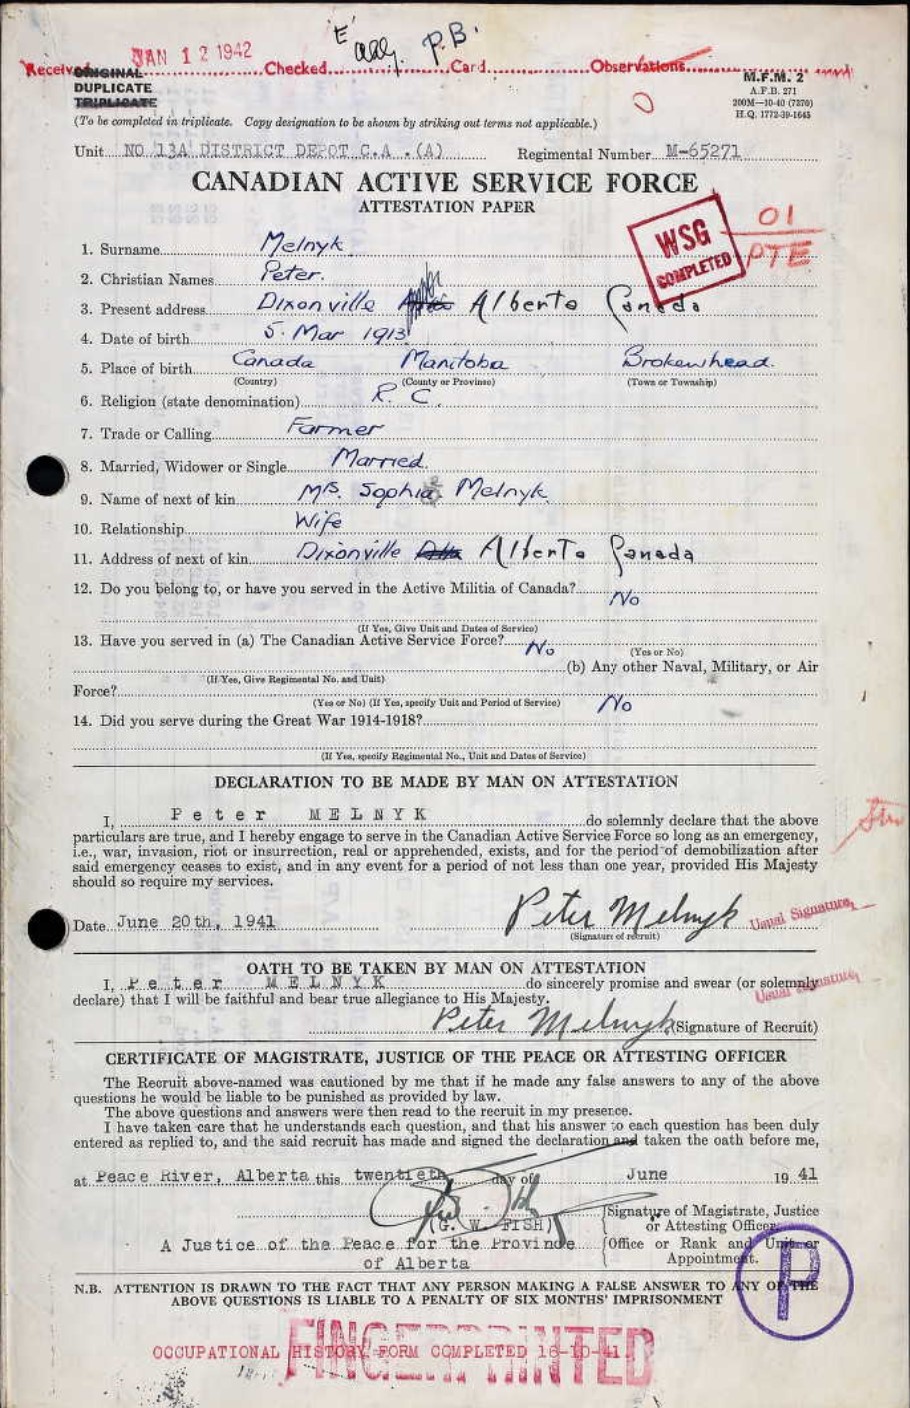 'E' P.B.
JAN 12 1942
Received Checked Card Observations
ORIGINAL
DUPLICATE
TRIPLICATE
M.F.M. 2
A.F.B. 271
200M—10-40 (7370)
H.Q. 1772-39-1645
(To be completed in triplicate. Copy designation to be shown by striking out terms not applicable.)
Unit NO 13A DISTRICT DEPOT C.A .(A) Regimental Number M-65271
CANADIAN ACTIVE SERVICE FORCE
ATTESTATION PAPER
WSG
COMPLETED
01
PTE
1. Surname Melnyk
2. Christian Names Peter.
3. Present address Dixonville Alberta Canada
4. Date of birth 5. Mar 1913
5. Place of birth Canada Manitoba Brokenhead.
(Country) (County or Province) (Town or Township)
6. Religion (state denomination) R. C.
7. Trade or Calling Farmer
8. Married, Widower or Single Married.
9. Name of next of kin Mrs. Sophia Melnyk
10. Relationship Wife
11. Address of next of kin Dixonville Alta Alberta Canada
12. Do you belong to, or have you served in the Active Militia of Canada? No
(If Yes, Give Unit and Dates of Service)
13. Have you served in (a) The Canadian Active Service Force? No
(Yes or No)
(b) Any other Naval, Military, or Air
(If Yes, Give Regimental No. and Unit)
Force?
(Yes or No) (If Yes, specify Unit and Period of Service) No
14. Did you serve during the Great War 1914-1918?
(If Yes, specify Regimental No., Unit and Dates of Service)
DECLARATION TO BE MADE BY MAN ON ATTESTATION
I, Peter MELNYK do solemnly declare that the above
particulars are true, and I hereby engage to serve in the Canadian Active Service Force so long as an emergency,
i.e., war, invasion, riot or insurrection, real or apprehended, exists, and for the period of demobilization after
said emergency ceases to exist, and in any event for a period of not less than one year, provided His Majesty
should so require my services.
Date June 20th, 1941 Peter Melnyk Usual Signature
(Signature of recruit)
OATH TO BE TAKEN BY MAN ON ATTESTATION
I, Peter MELNYK do sincerely promise and swear (or solemnly
declare) that I will be faithful and bear true allegiance to His Majesty.
Usual Signature
Peter Melnyk (Signature of Recruit)
CERTIFICATE OF MAGISTRATE, JUSTICE OF THE PEACE OR ATTESTING OFFICER
The Recruit above-named was cautioned by me that if he made any false answers to any of the above
questions he would be liable to be punished as provided by law.
The above questions and answers were then read to the recruit in my presence.
I have taken care that he understands each question, and that his answer to each question has been duly
entered as replied to, and the said recruit has made and signed the declaration and taken the oath before me,
at Peace River, Alberta this twentieth day of June 19 41
Signature of Magistrate, Justice
(G. W. FISH) or Attesting Officer.
A Justice of the Peace for the Province Office or Rank and Unit or
of Alberta Appointment.
P
N.B. ATTENTION IS DRAWN TO THE FACT THAT ANY PERSON MAKING A FALSE ANSWER TO ANY OF THE
ABOVE QUESTIONS IS LIABLE TO A PENALTY OF SIX MONTHS' IMPRISONMENT
FINGERPRINTED
OCCUPATIONAL HISTORY FORM COMPLETED 16-10-41